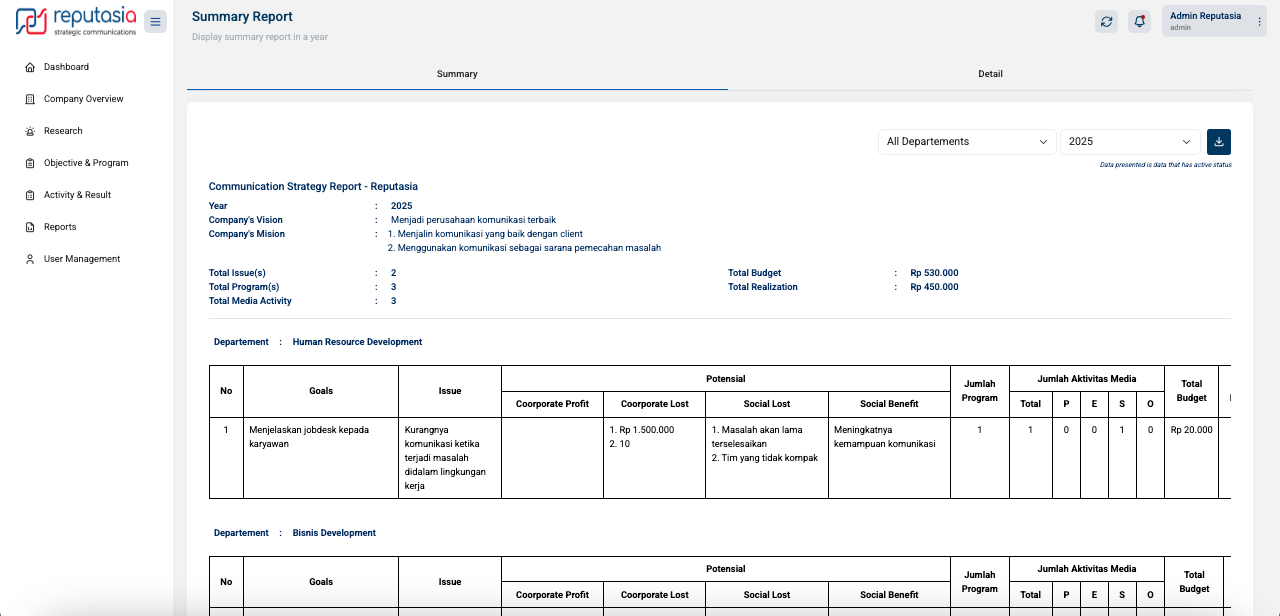 reputasia
strategic communications
Dashboard
Company Overview
Research
Objective & Program
Activity & Result
Reports
User Management
Summary Report
Display summary report in a year
Admin Reputasia
admin
Summary
Detail
All Departements
2025
Data presented is data that has active status
Communication Strategy Report - Reputasia
Year : 2025
Company's Vision : Menjadi perusahaan komunikasi terbaik
Company's Mision : 1. Menjalin komunikasi yang baik dengan client
2. Menggunakan komunikasi sebagai sarana pemecahan masalah
Total Issue(s) : 2
Total Program(s) : 3
Total Media Activity : 3
Total Budget : Rp 530.000
Total Realization : Rp 450.000
Departement : Human Resource Development
No Goals Issue Potensial Jumlah Program Jumlah Aktivitas Media Total Budget
Coorporate Profit Coorporate Lost Social Lost Social Benefit Total P E S O
1
Menjelaskan jobdesk kepada
karyawan
Kurangnya
komunikasi ketika
terjadi masalah
didalam lingkungan
kerja
1. Rp 1.500.000
2. 10
1. Masalah akan lama
terselesaikan
2. Tim yang tidak kompak
Meningkatnya
kemampuan komunikasi
1 1 0 0 1 0 Rp 20.000
Departement : Bisnis Development
No Goals Issue Potensial Jumlah Program Jumlah Aktivitas Media Total Budget
Coorporate Profit Coorporate Lost Social Lost Social Benefit Total P E S O